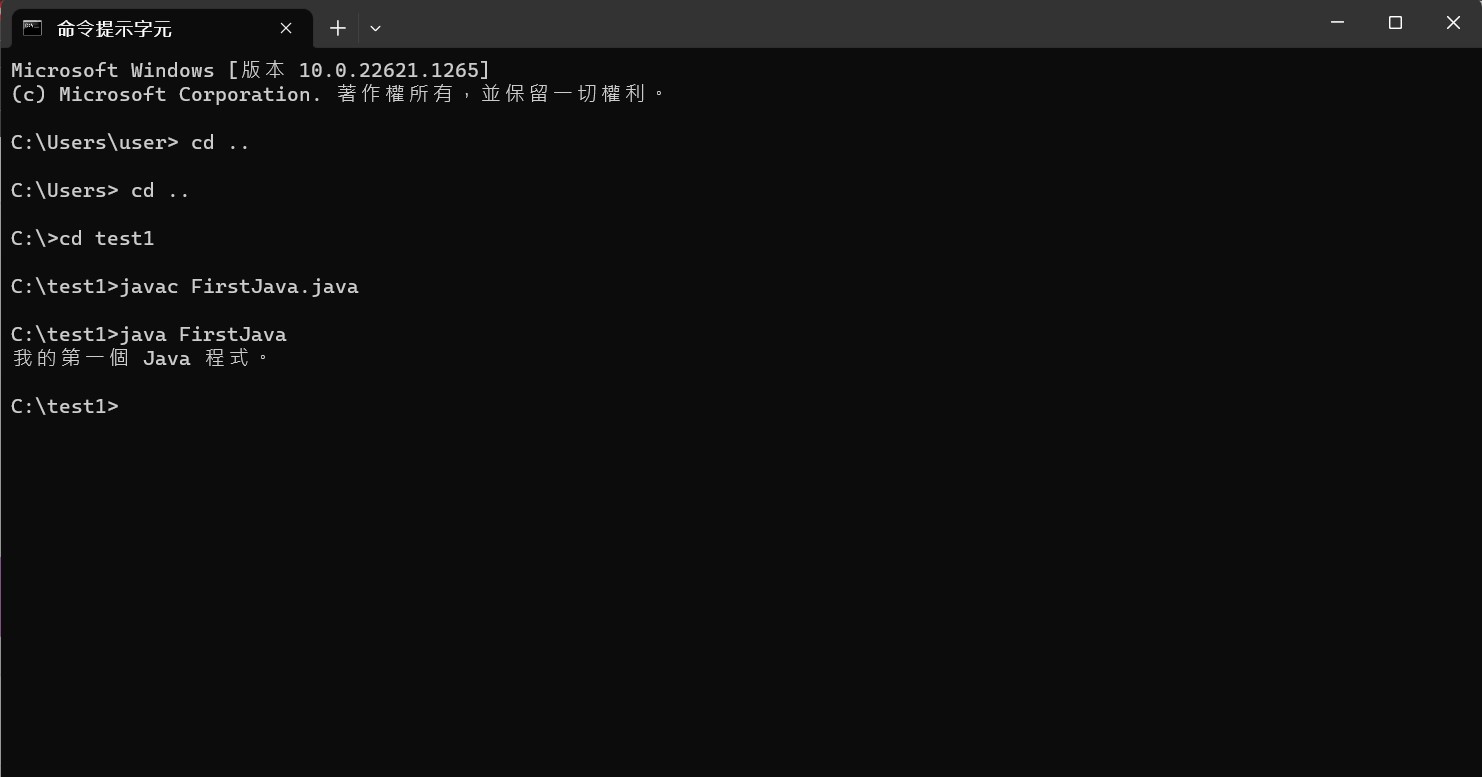 命令提示字元
Microsoft Windows [版本 10.0.22621.1265]
(c) Microsoft Corporation. 著作權所有，並保留一切權利。
C:\Users\user> cd ..
C:\Users> cd ..
C:\>cd test1
C:\test1>javac FirstJava.java
C:\test1>java FirstJava
我的第一個 Java 程式。
C:\test1>